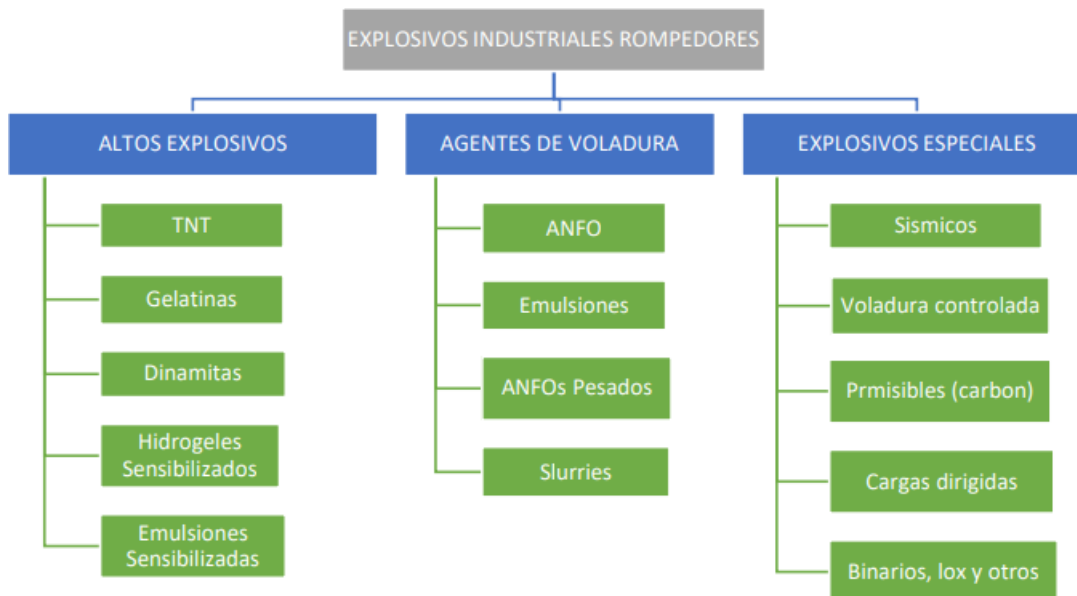 EXPLOSIVOS INDUSTRIALES ROMPEDORES
ALTOS EXPLOSIVOS
TNT
Gelatinas
Dinamitas
Hidrogeles
Sensibilizados
Emulsiones
Sensibilizadas
AGENTES DE VOLADURA
ANFO
Emulsiones
ANFOs Pesados
Slurries
EXPLOSIVOS ESPECIALES
Sismicos
Voladura controlada
Prmisibles (carbon)
Cargas dirigidas
Binarios, lox y otros